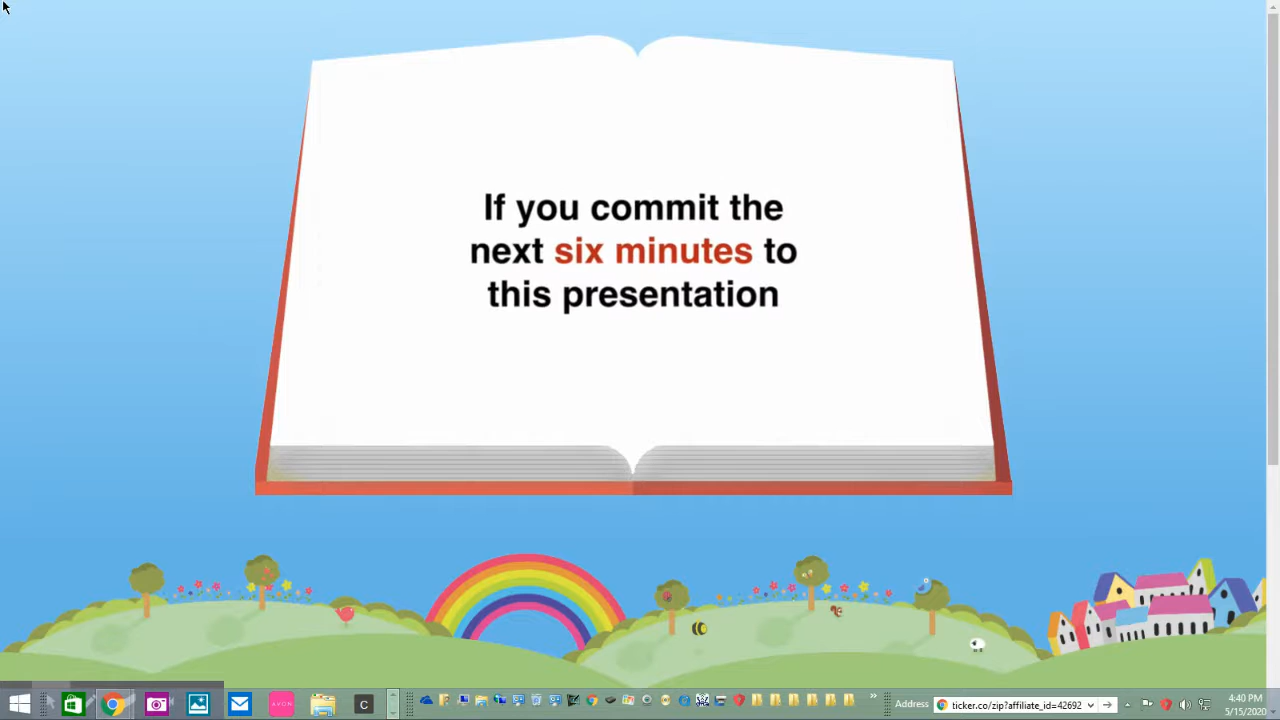 If you commit the
next six minutes to
this presentation
AVON
C
Address
ticker.co/zip?affiliate_id=42692
4:40 PM
5/15/2020